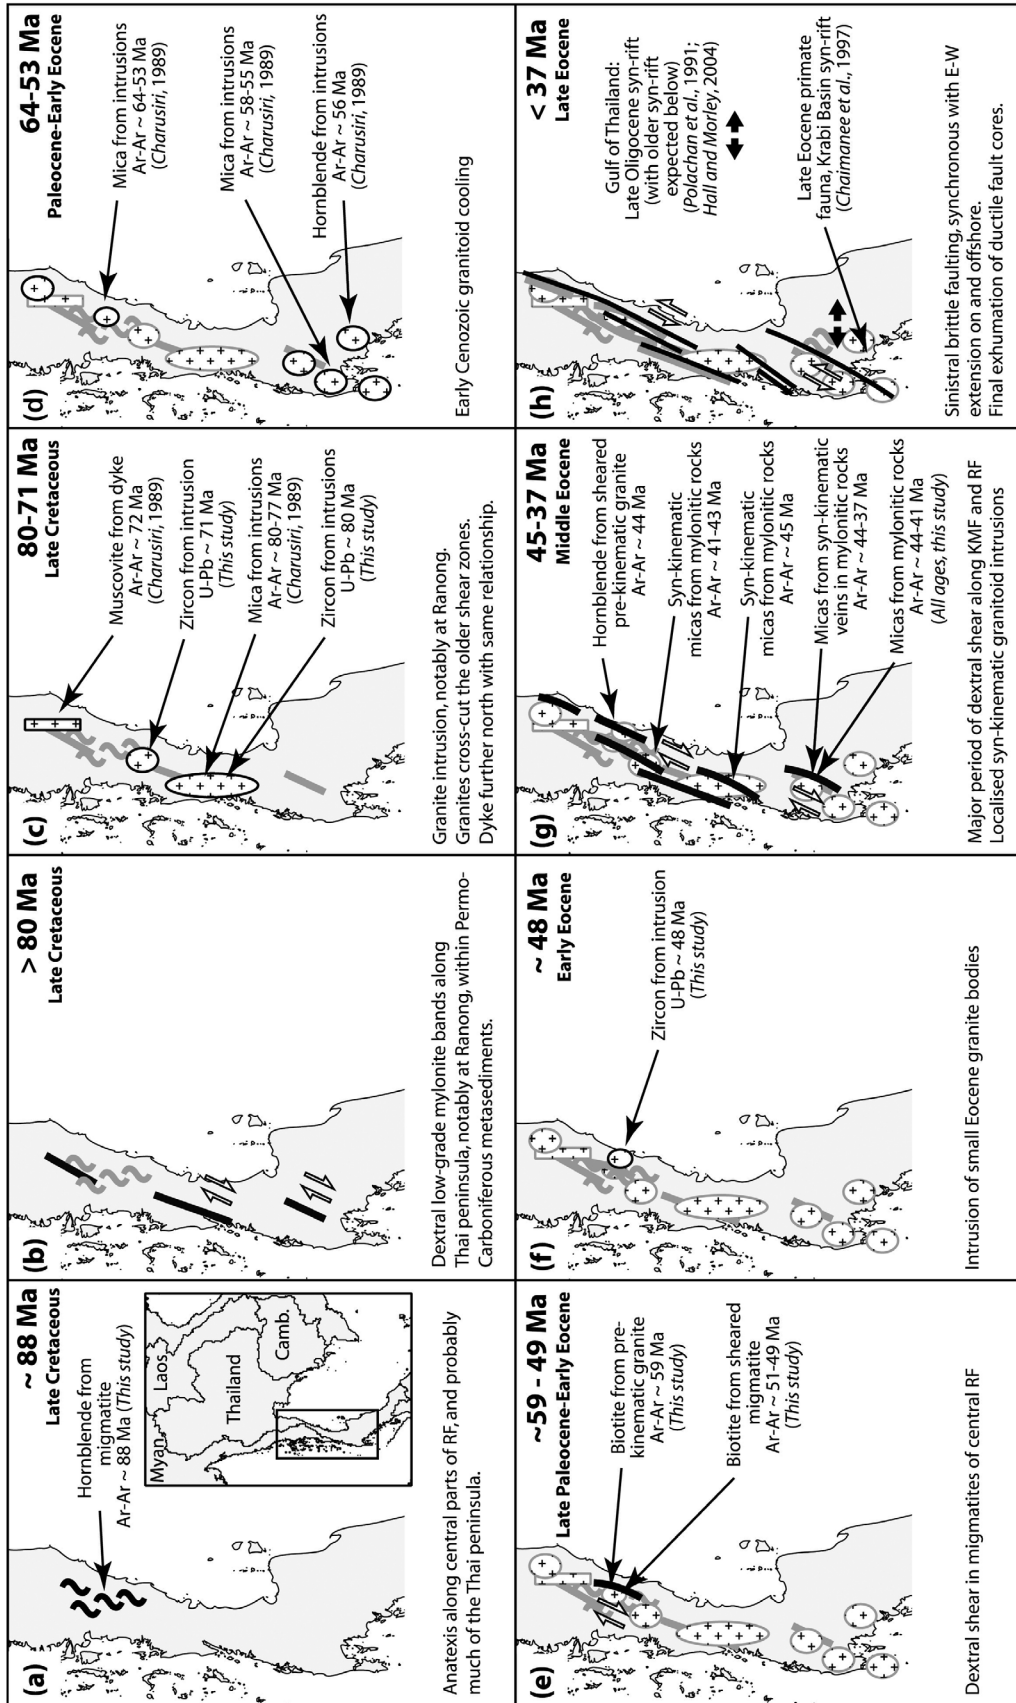 (a)
~ 88 Ma
Late Cretaceous
Hornblende from
migmatite
Ar-Ar ~ 88 Ma (This study)
Myan.
Laos
Thailand
Camb.
Anatexis along central parts of RF, and probably
much of the Thai peninsula.
(b)
> 80 Ma
Late Cretaceous
Dextral low-grade mylonite bands along
Thai peninsula, notably at Ranong, within Permo-
Carboniferous metasediments.
(c)
80-71 Ma
Late Cretaceous
Muscovite from dyke
Ar-Ar ~ 72 Ma
(Charusiri, 1989)
Zircon from intrusion
U-Pb ~ 71 Ma
(This study)
Mica from intrusions
Ar-Ar ~ 80-77 Ma
(Charusiri, 1989)
Zircon from intrusions
U-Pb ~ 80 Ma
(This study)
Granite intrusion, notably at Ranong.
Granites cross-cut the older shear zones.
Dyke further north with same relationship.
(d)
64-53 Ma
Paleocene-Early Eocene
Mica from intrusions
Ar-Ar ~ 64-53 Ma
(Charusiri, 1989)
Mica from intrusions
Ar-Ar ~ 58-55 Ma
(Charusiri, 1989)
Hornblende from intrusions
Ar-Ar ~ 56 Ma
(Charusiri, 1989)
Early Cenozoic granitoid cooling
(e)
~59 - 49 Ma
Late Paleocene-Early Eocene
Biotite from pre-
kinematic granite
Ar-Ar ~ 59 Ma
(This study)
Biotite from sheared
migmatite
Ar-Ar ~ 51-49 Ma
(This study)
Dextral shear in migmatites of central RF
(f)
~ 48 Ma
Early Eocene
Zircon from intrusion
U-Pb ~ 48 Ma
(This study)
Intrusion of small Eocene granite bodies
(g)
45-37 Ma
Middle Eocene
Hornblende from sheared
pre-kinematic granite
Ar-Ar ~ 44 Ma
Syn-kinematic
micas from mylonitic rocks
Ar-Ar ~ 41-43 Ma
Syn-kinematic
micas from mylonitic rocks
Ar-Ar ~ 45 Ma
Micas from syn-kinematic
veins in mylonitic rocks
Ar-Ar ~ 44-37 Ma
Micas from mylonitic rocks
Ar-Ar ~ 44-41 Ma
(All ages, this study)
Major period of dextral shear along KMF and RF
Localised syn-kinematic granitoid intrusions
(h)
< 37 Ma
Late Eocene
Gulf of Thailand:
Late Oligocene syn-rift
(with older syn-rift
expected below)
(Polachan et al., 1991;
Hall and Morley, 2004)
Late Eocene primate
fauna, Krabi Basin syn-rift
(Chaimanee et al., 1997)
Sinistral brittle faulting, synchronous with E-W
extension on and offshore.
Final exhumation of ductile fault cores.